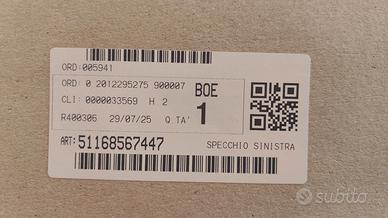 ORD:005941
ORD: 0 2012295275 900007
BOE
CLI: 0000033569 H 2
1
R400306 29/07/25 Q.TA'
ART: 51168567447
SPECCHIO SINISTRA
subito